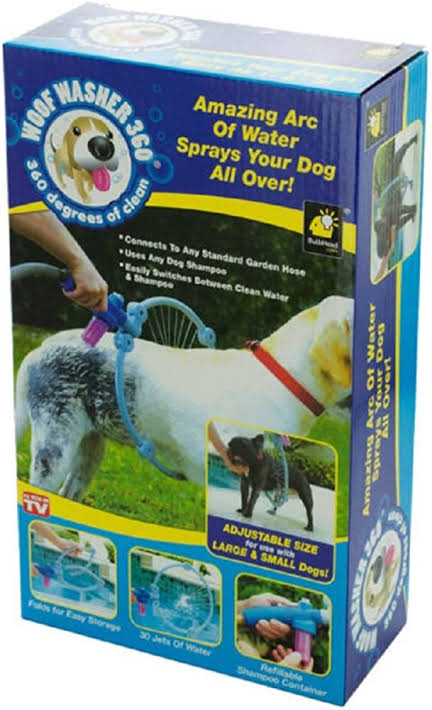 WOOF WASHER 360
360 degrees of clean
Amazing Arc
Of Water
Sprays Your Dog
All Over!
BulbHead
• Connects To Any Standard Garden Hose
• Uses Any Dog Shampoo
• Easily Switches Between Clean Water
& Shampoo
AS SEEN ON
TV
ADJUSTABLE SIZE
for use with
LARGE & SMALL Dogs!
Folds for Easy Storage
30 Jets Of Water
Refillable
Shampoo Container
Amazing Arc Of Water
Sprays Your Dog
All Over!